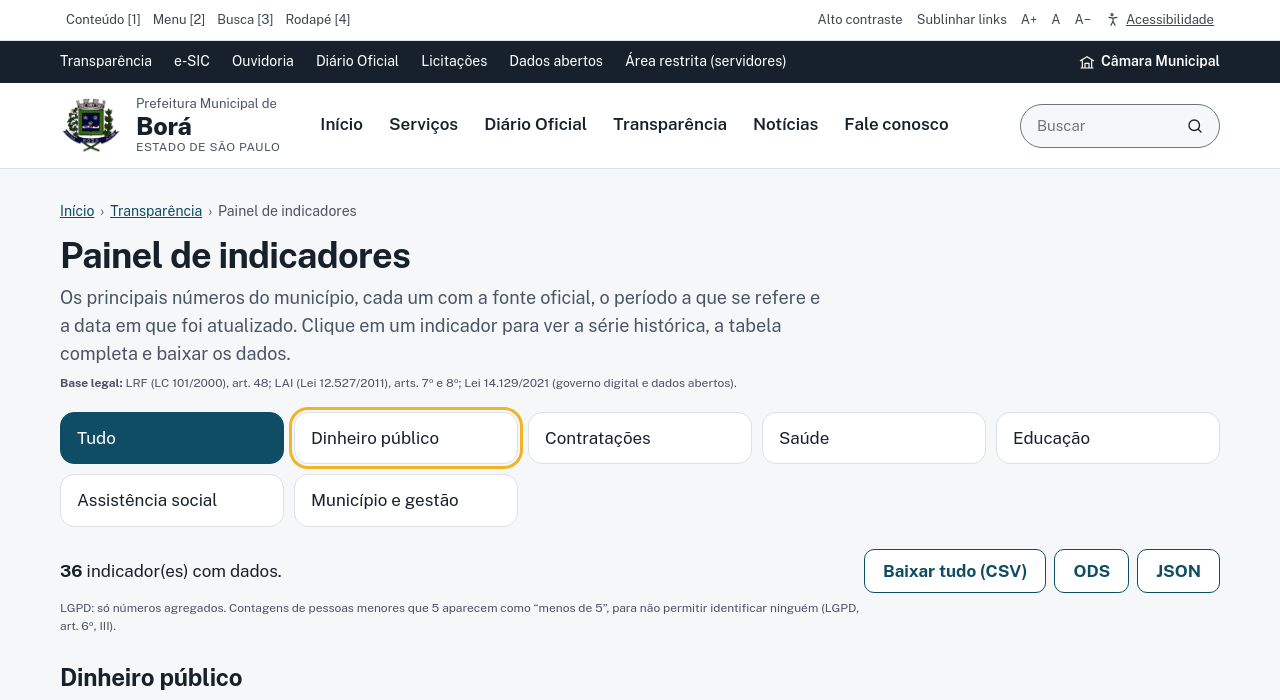 Conteúdo [1] Menu [2] Busca [3] Rodapé [4] Alto contraste Sublinhar links A+ A A− Acessibilidade
Transparência e-SIC Ouvidoria Diário Oficial Licitações Dados abertos Área restrita (servidores) Câmara Municipal
Prefeitura Municipal de
Borá
ESTADO DE SÃO PAULO
Início Serviços Diário Oficial Transparência Notícias Fale conosco Buscar
Início › Transparência › Painel de indicadores
Painel de indicadores
Os principais números do município, cada um com a fonte oficial, o período a que se refere e
a data em que foi atualizado. Clique em um indicador para ver a série histórica, a tabela
completa e baixar os dados.
Base legal: LRF (LC 101/2000), art. 48; LAI (Lei 12.527/2011), arts. 7º e 8º; Lei 14.129/2021 (governo digital e dados abertos).
Tudo Dinheiro público Contratações Saúde Educação
Assistência social Município e gestão
36 indicador(es) com dados. Baixar tudo (CSV) ODS JSON
LGPD: só números agregados. Contagens de pessoas menores que 5 aparecem como “menos de 5”, para não permitir identificar ninguém (LGPD,
art. 6º, III).
Dinheiro público